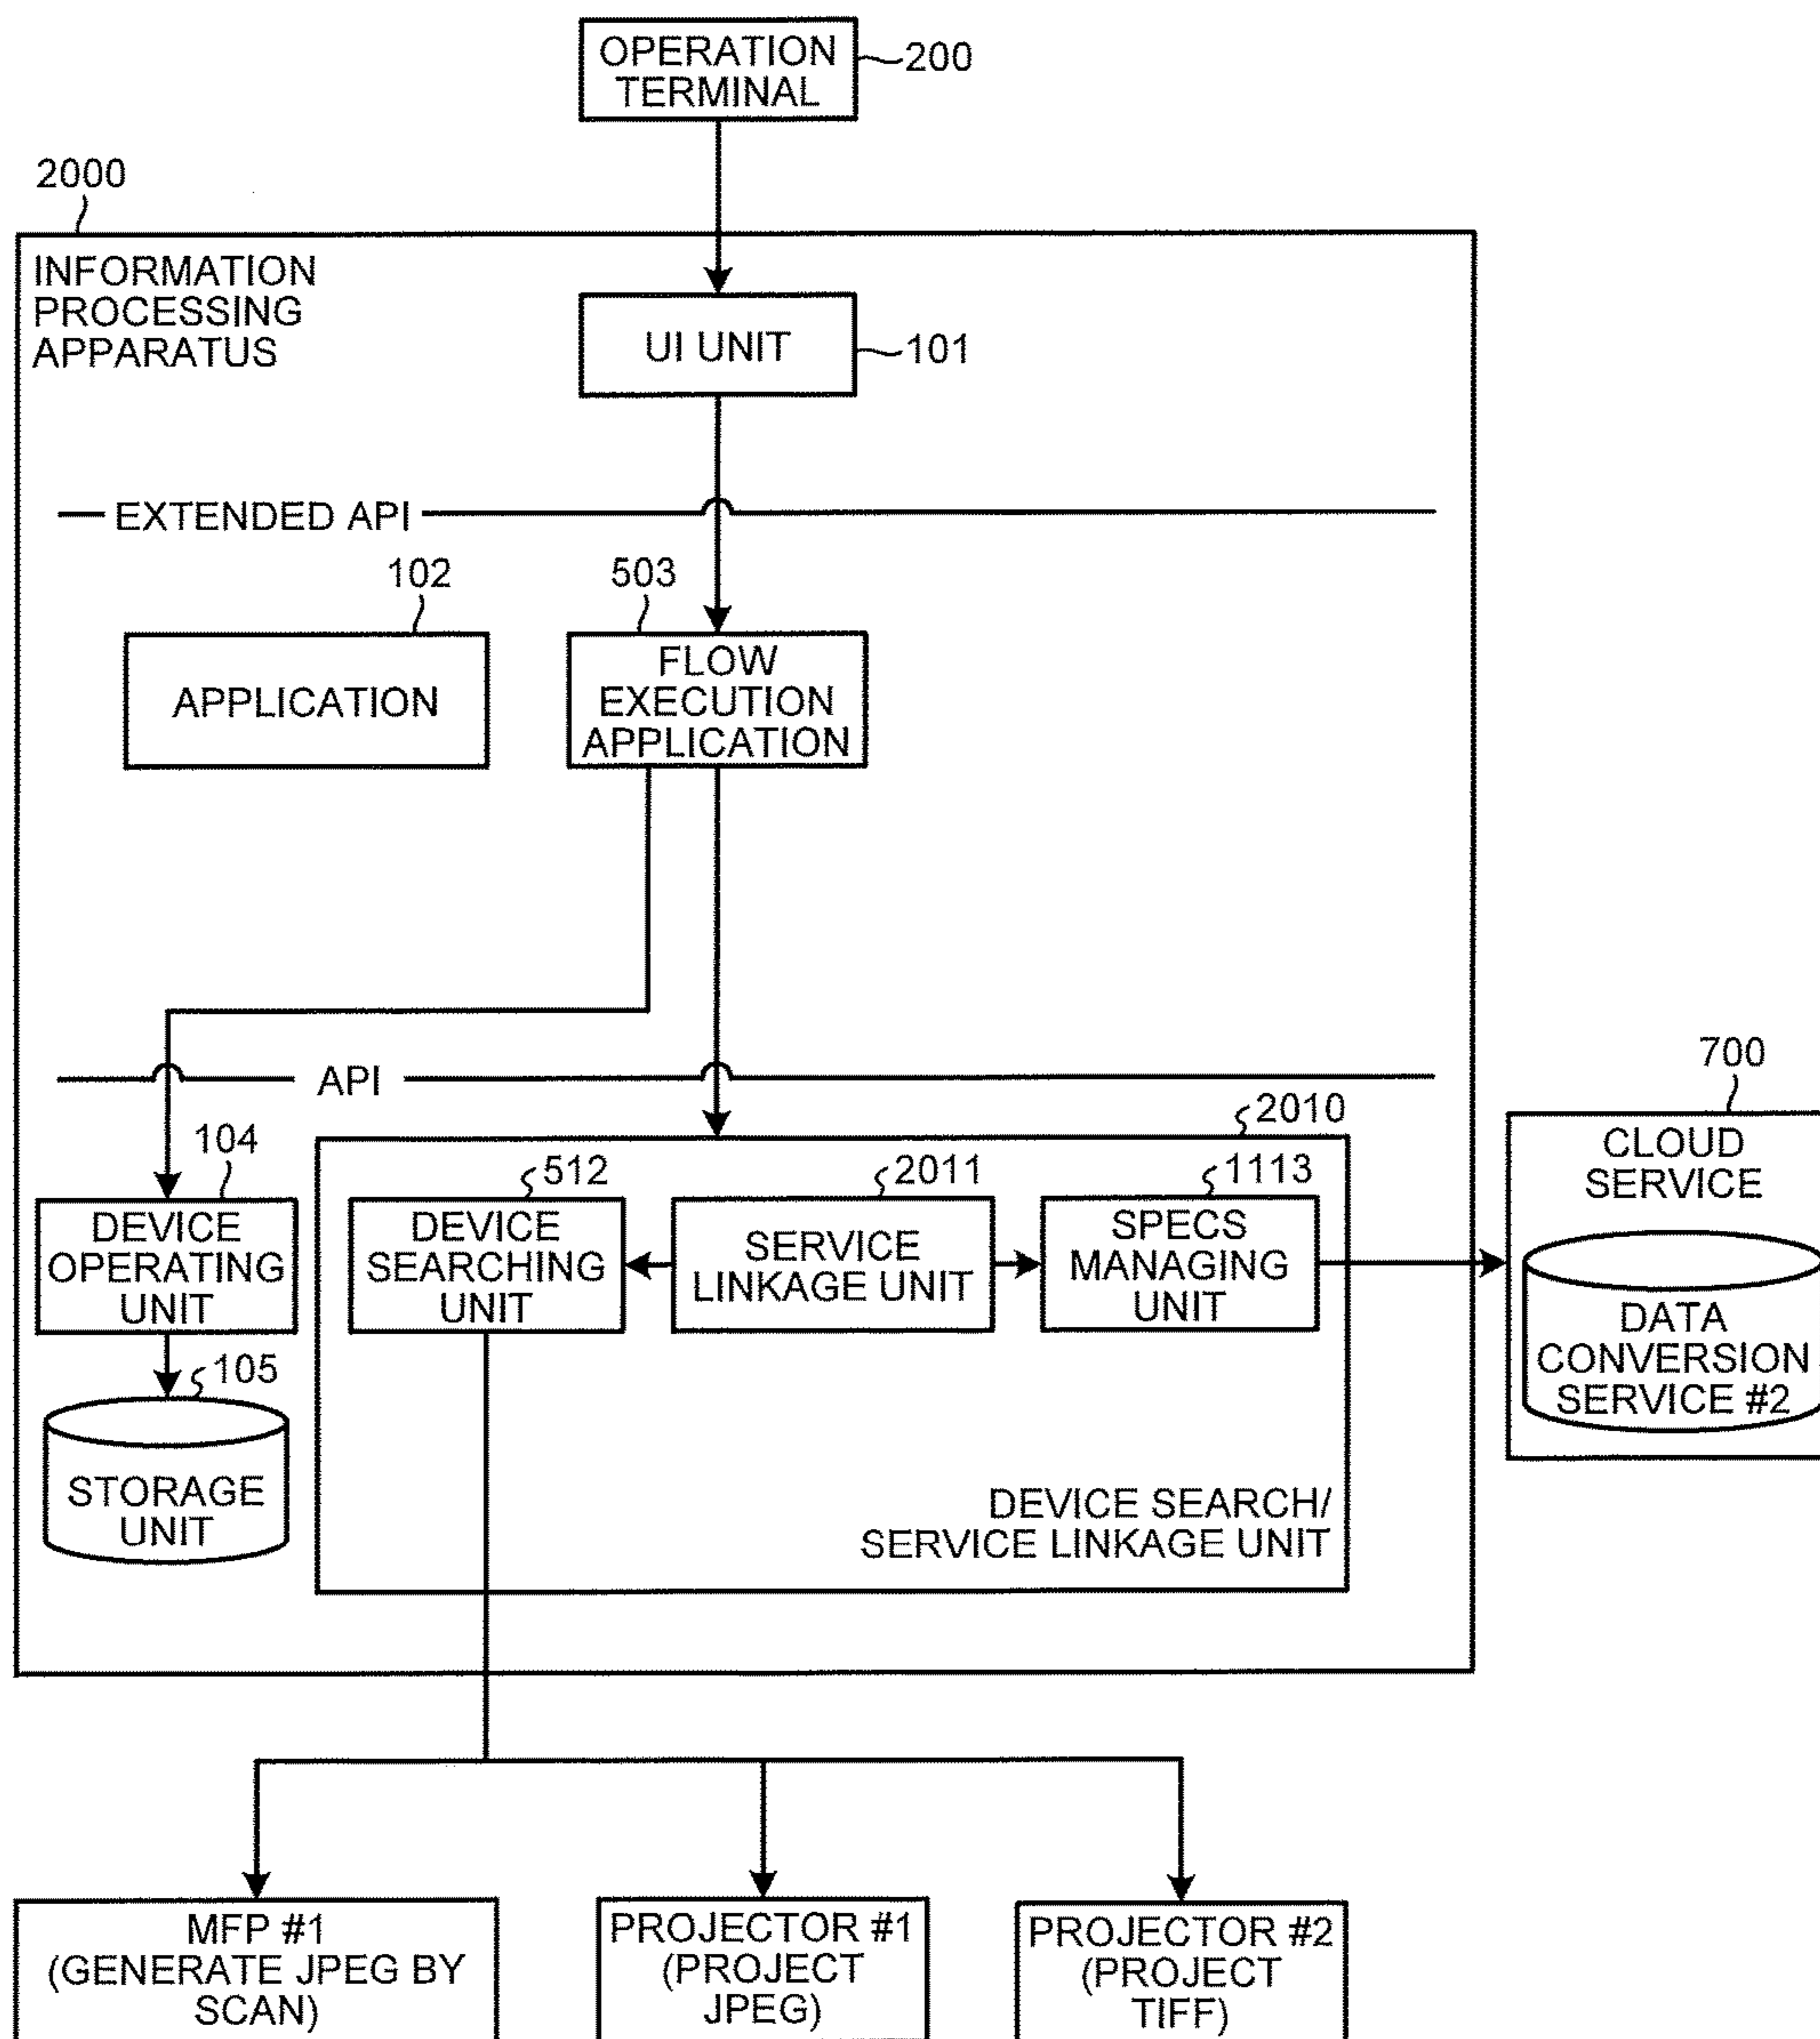 OPERATION
TERMINAL
200
2000
INFORMATION
PROCESSING
APPARATUS
UI UNIT
101
EXTENDED API
102
503
APPLICATION
FLOW
EXECUTION
APPLICATION
API
700
2010
CLOUD
SERVICE
104
512
2011
1113
DEVICE
OPERATING
UNIT
DEVICE
SEARCHING
UNIT
SERVICE
LINKAGE UNIT
SPECS
MANAGING
UNIT
DATA
CONVERSION
SERVICE #2
105
STORAGE
UNIT
DEVICE SEARCH/
SERVICE LINKAGE UNIT
MFP #1
(GENERATE JPEG BY
SCAN)
PROJECTOR #1
(PROJECT
JPEG)
PROJECTOR #2
(PROJECT
TIFF)